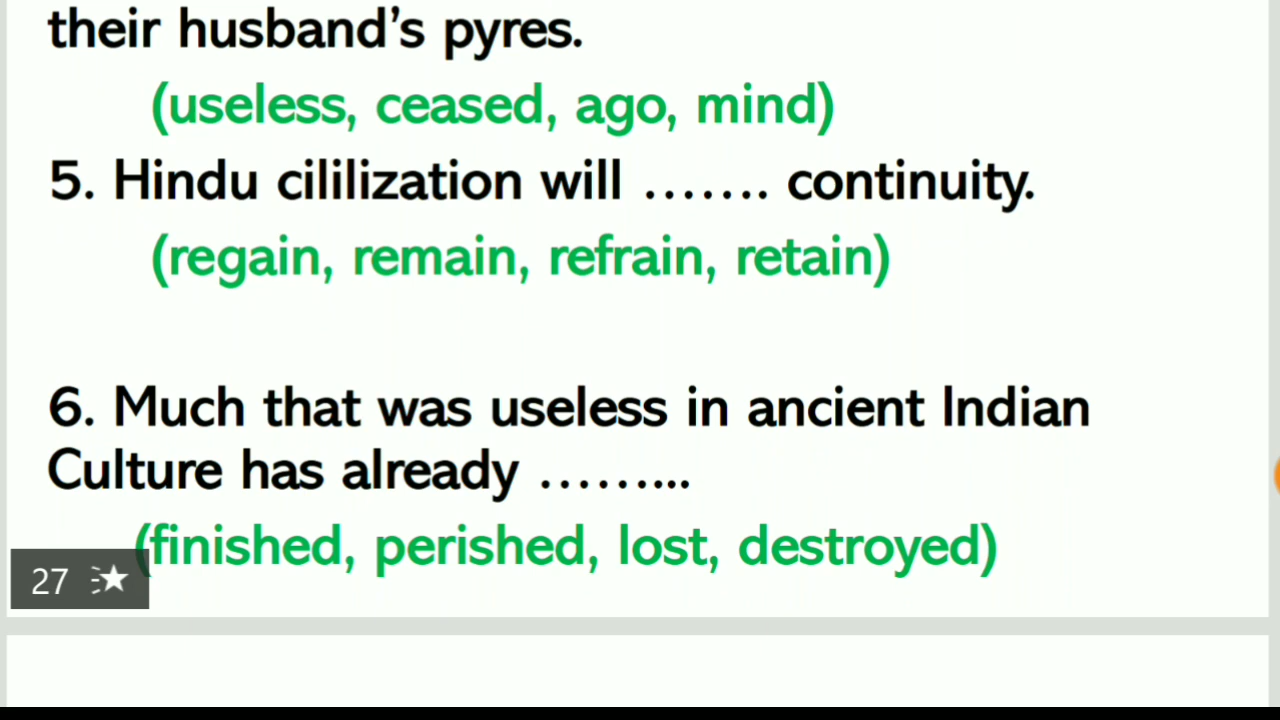 their husband’s pyres.
(useless, ceased, ago, mind)
5. Hindu cililization will ....... continuity.
(regain, remain, refrain, retain)
6. Much that was useless in ancient Indian
Culture has already .........
(finished, perished, lost, destroyed)
27